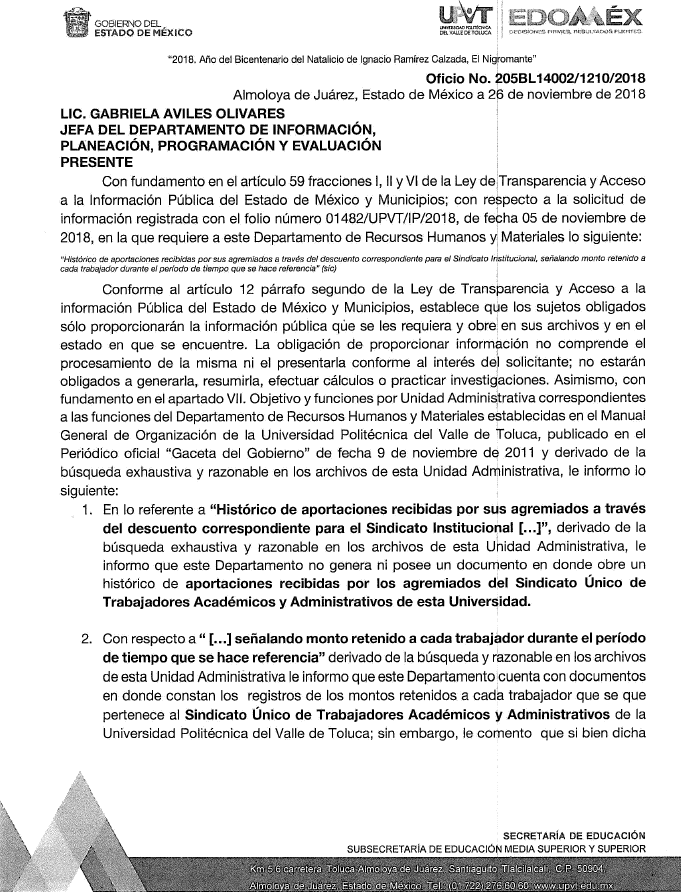 GOBIERNO DEL
ESTADO DE MÉXICO
UPVT
UNIVERSIDAD POLITÉCNICA
DEL VALLE DE TOLUCA
EDOMÉX
DECISIONES FIRMES, RESULTADOS FUERTES.
"2018. Año del Bicentenario del Natalicio de Ignacio Ramírez Calzada, El Nigromante"
Oficio No. 205BL14002/1210/2018
Almoloya de Juárez, Estado de México a 26 de noviembre de 2018
LIC. GABRIELA AVILES OLIVARES
JEFA DEL DEPARTAMENTO DE INFORMACIÓN,
PLANEACIÓN, PROGRAMACIÓN Y EVALUACIÓN
PRESENTE
Con fundamento en el artículo 59 fracciones I, II y VI de la Ley de Transparencia y Acceso
a la Información Pública del Estado de México y Municipios; con respecto a la solicitud de
información registrada con el folio número 01482/UPVT/IP/2018, de fecha 05 de noviembre de
2018, en la que requiere a este Departamento de Recursos Humanos y Materiales lo siguiente:
"Histórico de aportaciones recibidas por sus agremiados a través del descuento correspondiente para el Sindicato Institucional, señalando monto retenido a
cada trabajador durante el período de tiempo que se hace referencia" (sic)
Conforme al artículo 12 párrafo segundo de la Ley de Transparencia y Acceso a la
información Pública del Estado de México y Municipios, establece que los sujetos obligados
sólo proporcionarán la información pública que se les requiera y obre en sus archivos y en el
estado en que se encuentre. La obligación de proporcionar información no comprende el
procesamiento de la misma ni el presentarla conforme al interés del solicitante; no estarán
obligados a generarla, resumirla, efectuar cálculos o practicar investigaciones. Asimismo, con
fundamento en el apartado VII. Objetivo y funciones por Unidad Administrativa correspondientes
a las funciones del Departamento de Recursos Humanos y Materiales establecidas en el Manual
General de Organización de la Universidad Politécnica del Valle de Toluca, publicado en el
Periódico oficial "Gaceta del Gobierno" de fecha 9 de noviembre de 2011 y derivado de la
búsqueda exhaustiva y razonable en los archivos de esta Unidad Administrativa, le informo lo
siguiente:
1. En lo referente a "Histórico de aportaciones recibidas por sus agremiados a través
del descuento correspondiente para el Sindicato Institucional [...]", derivado de la
búsqueda exhaustiva y razonable en los archivos de esta Unidad Administrativa, le
informo que este Departamento no genera ni posee un documento en donde obre un
histórico de aportaciones recibidas por los agremiados del Sindicato Único de
Trabajadores Académicos y Administrativos de esta Universidad.
2. Con respecto a " [...] señalando monto retenido a cada trabajador durante el período
de tiempo que se hace referencia" derivado de la búsqueda y razonable en los archivos
de esta Unidad Administrativa le informo que este Departamento cuenta con documentos
en donde constan los registros de los montos retenidos a cada trabajador que se que
pertenece al Sindicato Único de Trabajadores Académicos y Administrativos de la
Universidad Politécnica del Valle de Toluca; sin embargo, le comento que si bien dicha
SECRETARÍA DE EDUCACIÓN
SUBSECRETARÍA DE EDUCACIÓN MEDIA SUPERIOR Y SUPERIOR
Km 5.6 carretera Toluca-Almoloya de Juárez, Santiaguito Tlalcilalcali, C.P. 50904,
Almoloya de Juárez, Estado de México. Tel: (01 722) 276 60 60. www.upvt.edu.mx